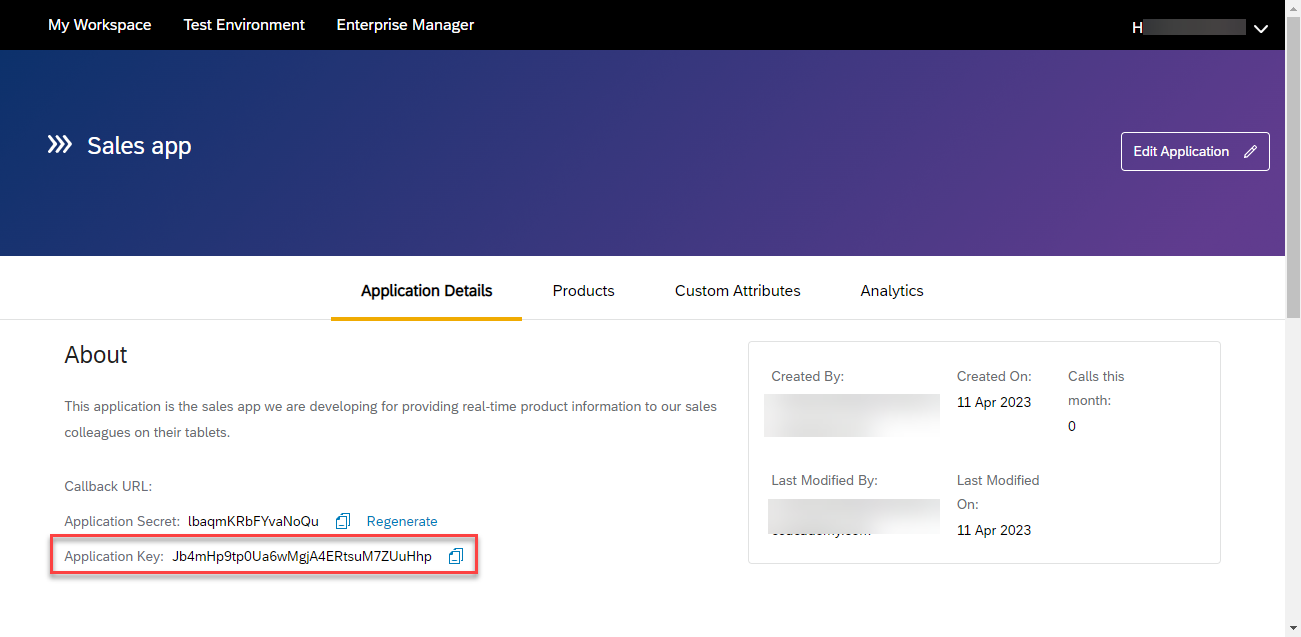 My Workspace Test Environment Enterprise Manager H
Sales app
Edit Application
Application Details Products Custom Attributes Analytics
About
This application is the sales app we are developing for providing real-time product information to our sales
colleagues on their tablets.
Callback URL:
Application Secret: lbaqmKRbFYvaNoQu Regenerate
Application Key: Jb4mHp9tp0Ua6wMgjA4ERtsuM7ZUuHhp
Created By:
Created On:
11 Apr 2023
Calls this
month:
0
Last Modified By:
Last Modified
On:
11 Apr 2023